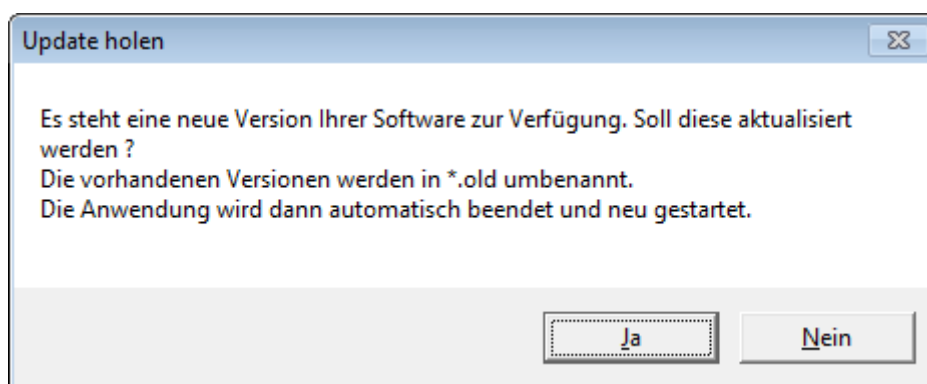 Update holen
Es steht eine neue Version Ihrer Software zur Verfügung. Soll diese aktualisiert
werden ?
Die vorhandenen Versionen werden in *.old umbenannt.
Die Anwendung wird dann automatisch beendet und neu gestartet.
Ja
Nein